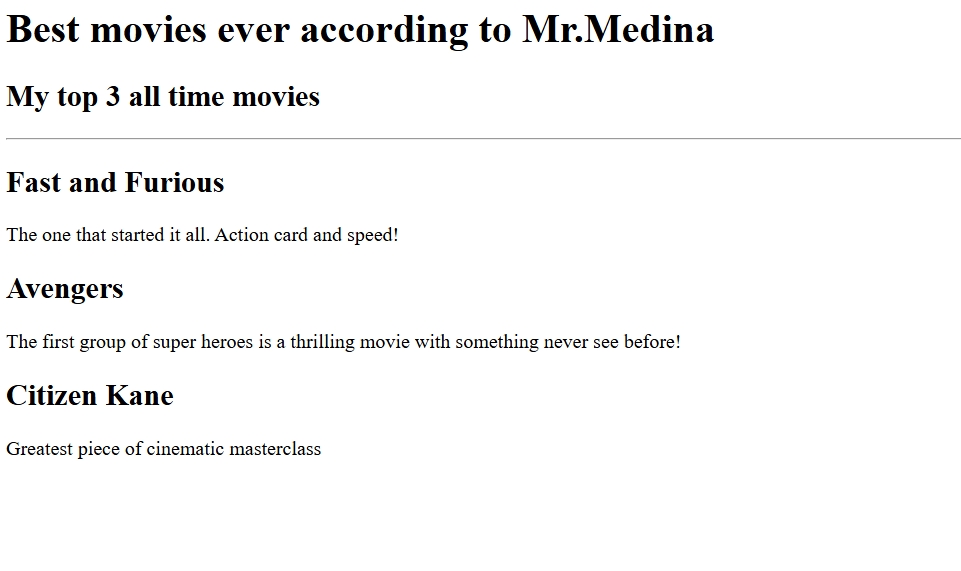 Best movies ever according to Mr.Medina
My top 3 all time movies
Fast and Furious
The one that started it all. Action card and speed!
Avengers
The first group of super heroes is a thrilling movie with something never see before!
Citizen Kane
Greatest piece of cinematic masterclass